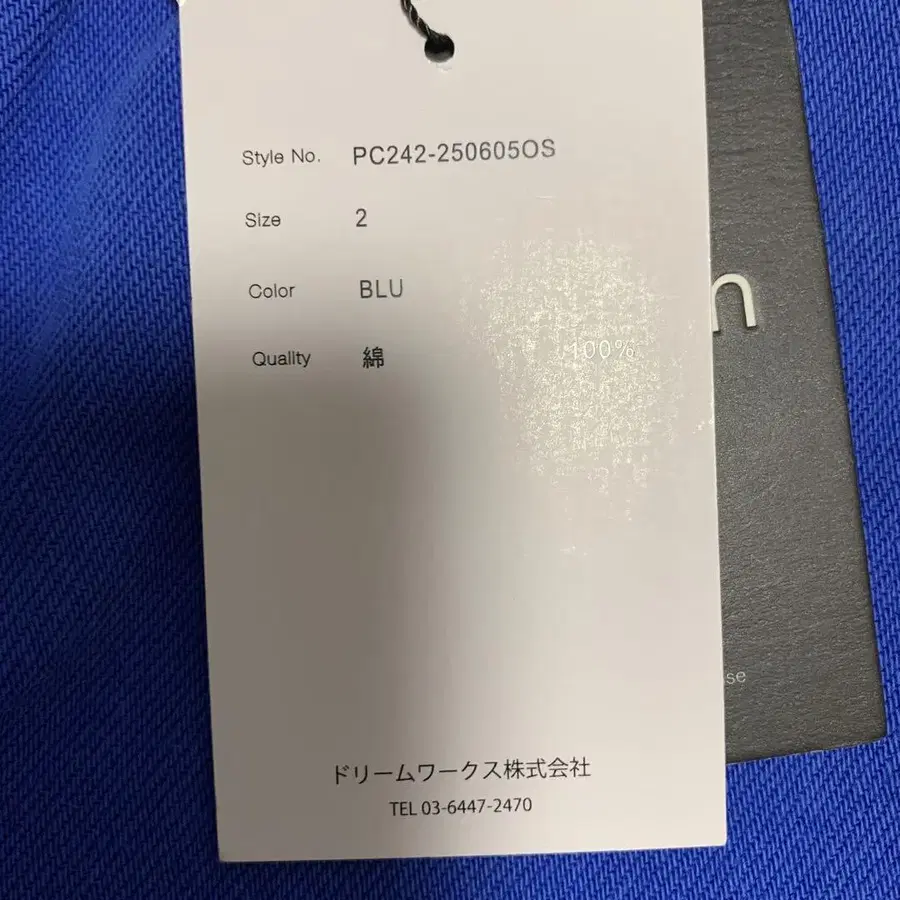 Style No. PC242-250605OS
Size 2
Color BLU
Quality 綿 100%
ドリームワークス株式会社
TEL 03-6447-2470
n
se